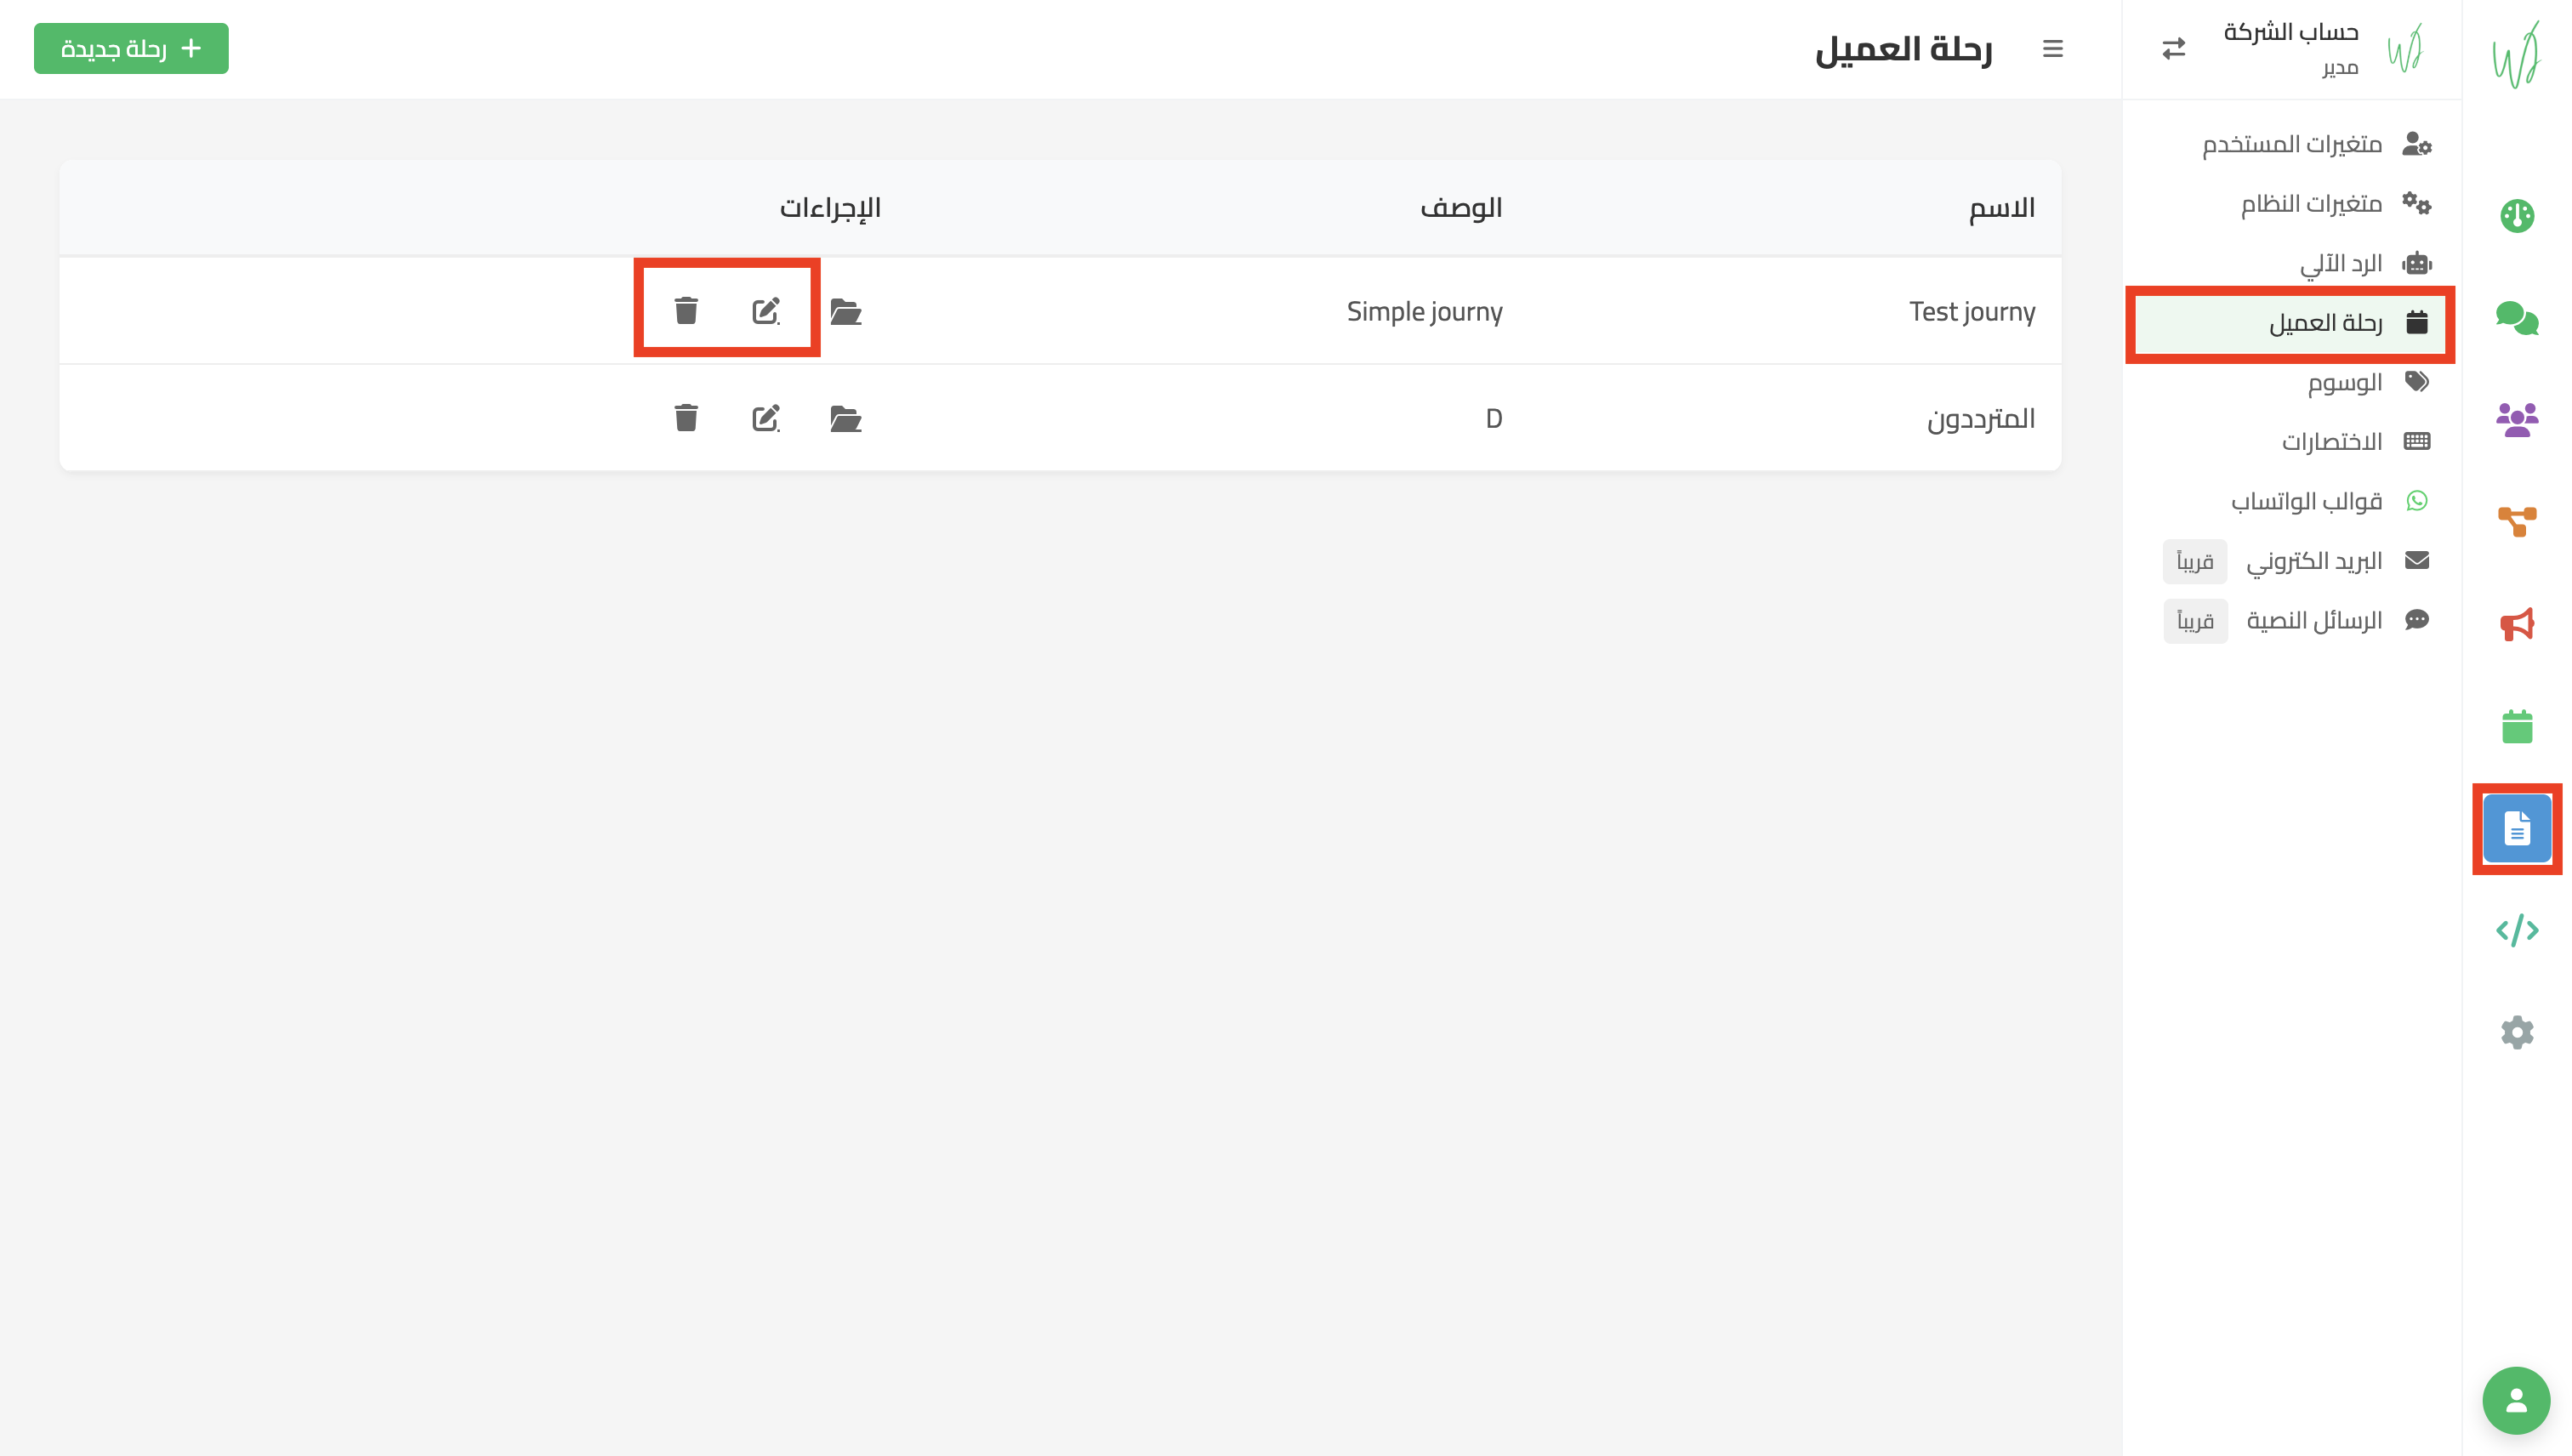 حساب الشركة
مدير
رحلة العميل
رحلة جديدة
متغيرات المستخدم
متغيرات النظام
الرد الآلي
رحلة العميل
الوسوم
الاختصارات
قوالب الواتساب
البريد الكتروني قريباً
الرسائل النصية قريباً
الاسم الوصف الإجراءات
Test journy Simple journy
المترددون D